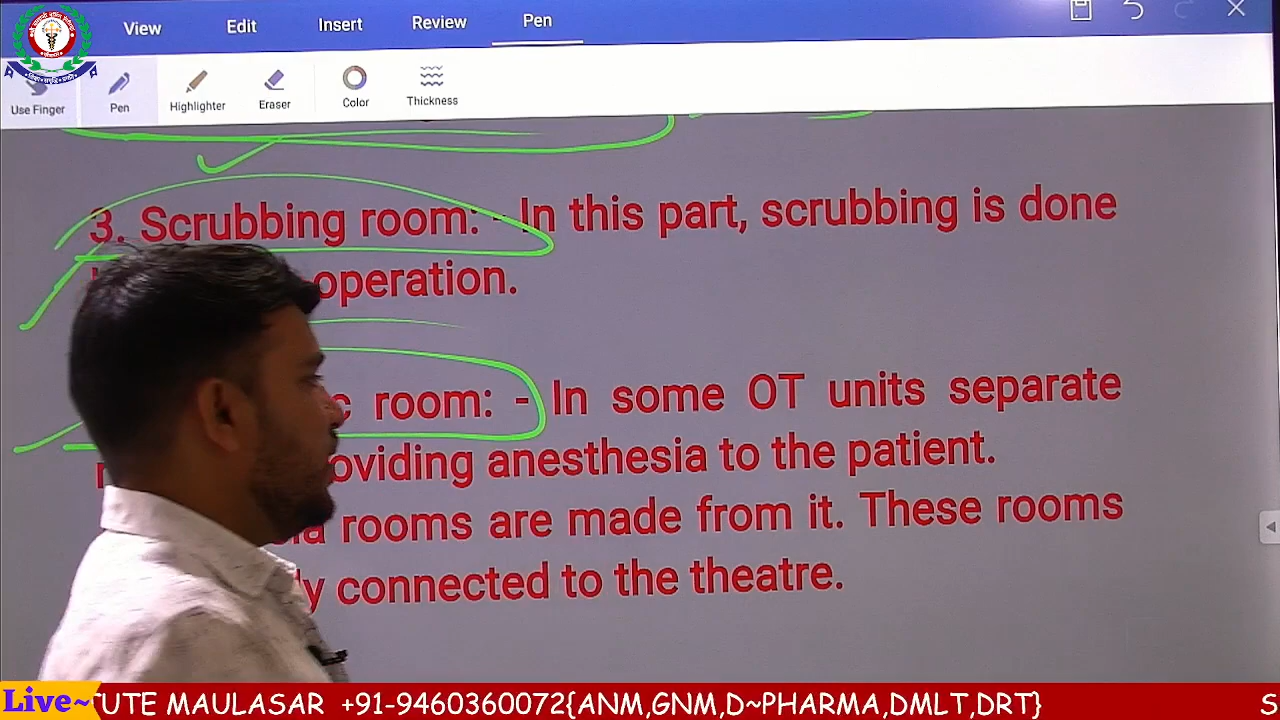 View Edit Insert Review Pen
Use Finger Pen Highlighter Eraser Color Thickness
3. Scrubbing room: - In this part, scrubbing is done
operation.
room: - In some OT units separate
anesthesia to the patient.
rooms are made from it. These rooms
connected to the theatre.
Live~ TUTE MAULASAR +91-9460360072{ANM,GNM,D~PHARMA,DMLT,DRT} S